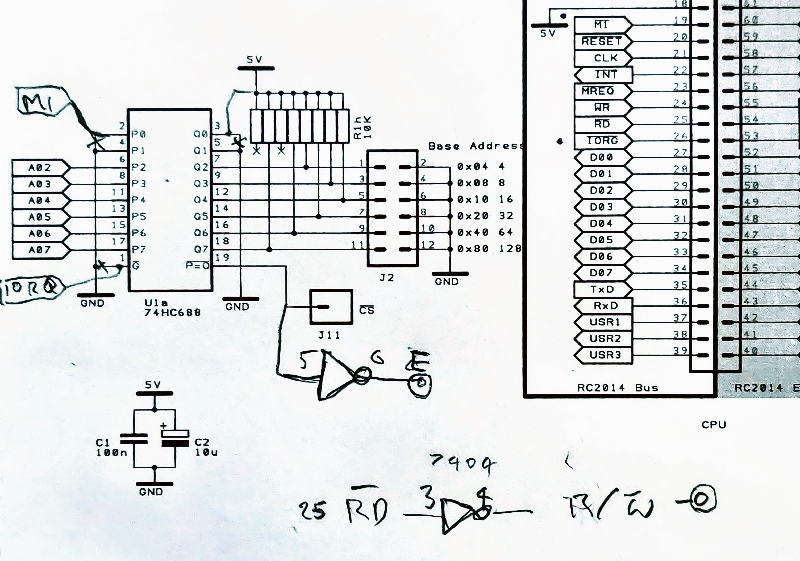 18
61
5V
19
M1
20
RESET
21
CLK
58
22
INT
57
23
MREQ
56
24
WR
55
25
RD
54
26
IORQ
53
27
D00
52
28
D01
51
29
D02
50
30
D03
49
31
D04
48
32
D05
47
33
D06
46
34
D07
45
35
TxD
44
36
RxD
43
37
USR1
42
38
USR2
41
39
USR3
40
RC2014 Bus
RC2014 E
CPU
5V
R1h
10K
M1
2 P0 Q0 3
4 P1 Q1 5
A02 6 P2 Q2 7
A03 8 P3 Q3 9
A04 11 P4 Q4 12
A05 13 P5 Q5 14
A06 15 P6 Q6 16
A07 17 P7 Q7 18
1 G P=Q 19
IORQ
GND
U1a
74HC688
GND
Base Address
1 2 0x04 4
3 4 0x08 8
5 6 0x10 16
7 8 0x20 32
9 10 0x40 64
11 12 0x80 128
J2
GND
CS
J11
5 6 E
5V
C1
100n
+
C2
10u
GND
7404
25 RD 3 4 R/W